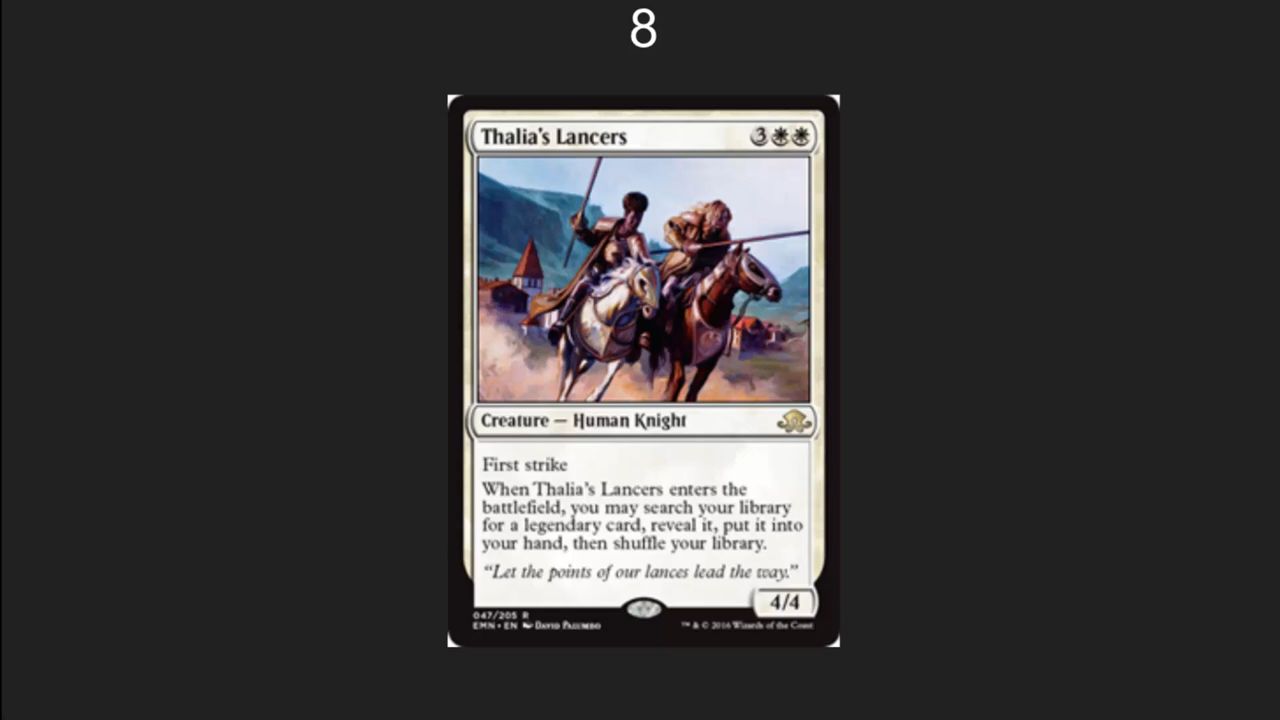 8
Thalia's Lancers 3
Creature — Human Knight
First strike
When Thalia's Lancers enters the
battlefield, you may search your library
for a legendary card, reveal it, put it into
your hand, then shuffle your library.
“Let the points of our lances lead the way.”
4/4
047/205 R
EMN • EN David Palumbo
™ & © 2016 Wizards of the Coast